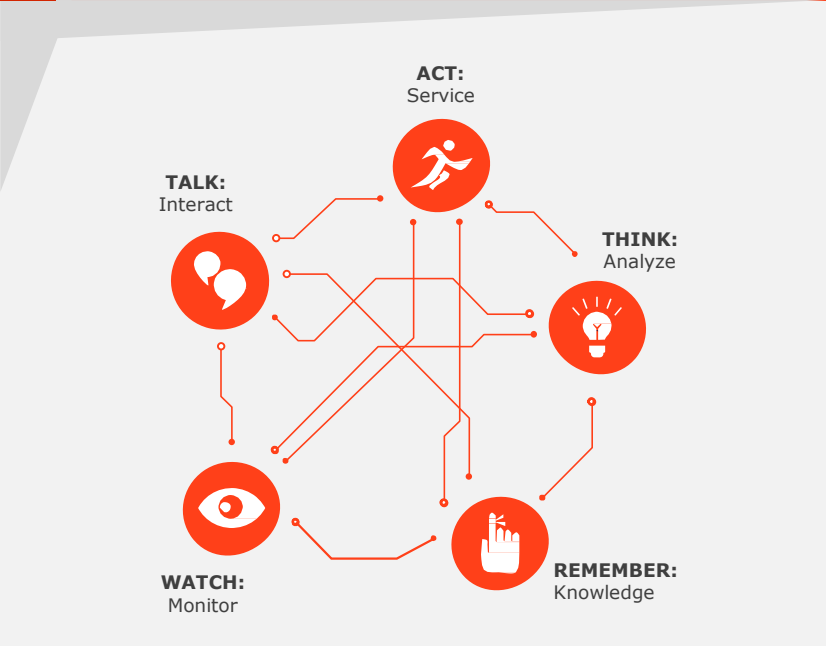 ACT:
Service
TALK:
Interact
THINK:
Analyze
WATCH:
Monitor
REMEMBER:
Knowledge